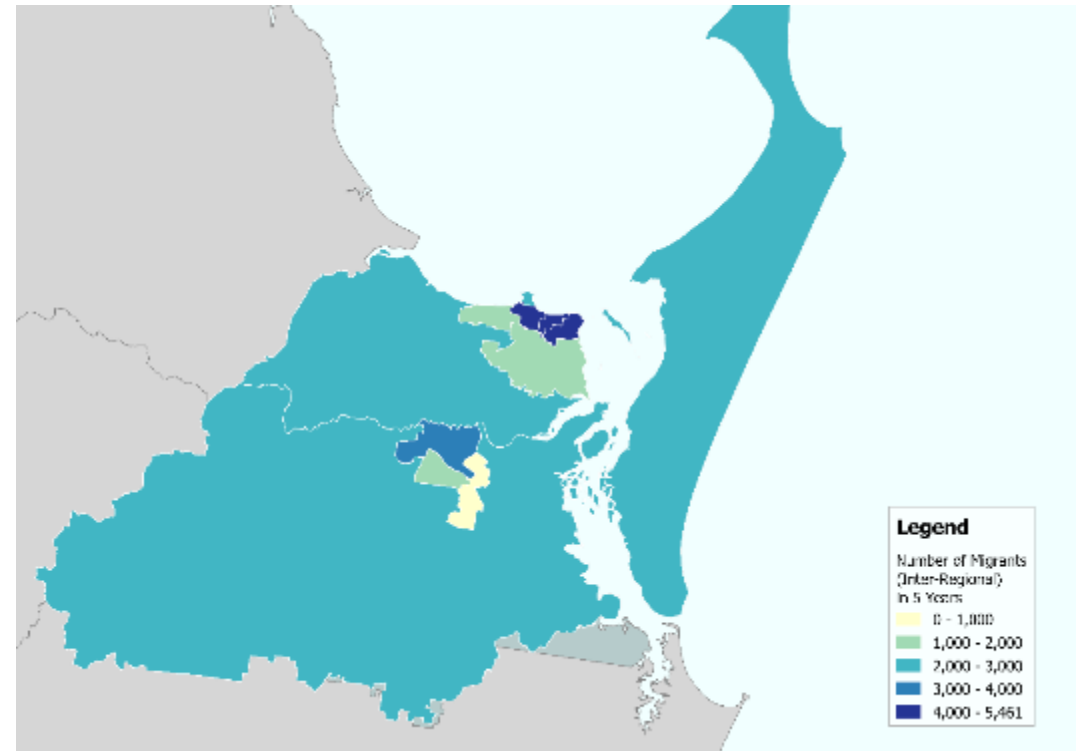 Legend
Number of Migrants
(Inter-Regional)
In 5 Years
0 - 1,000
1,000 - 2,000
2,000 - 3,000
3,000 - 4,000
4,000 - 5,461